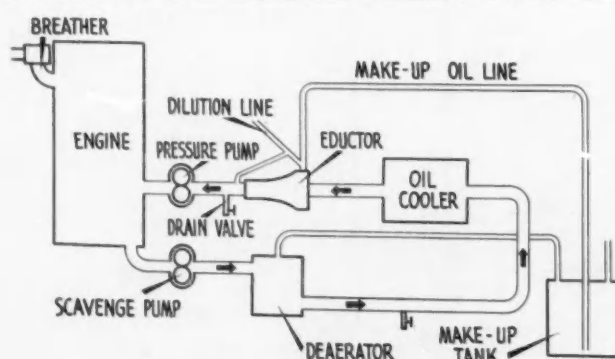 BREATHER
MAKE-UP OIL LINE
DILUTION LINE
ENGINE
EDUCTOR
PRESSURE PUMP
OIL
COOLER
DRAIN VALVE
SCAVENGE PUMP
DEAERATOR
MAKE-UP
TANK